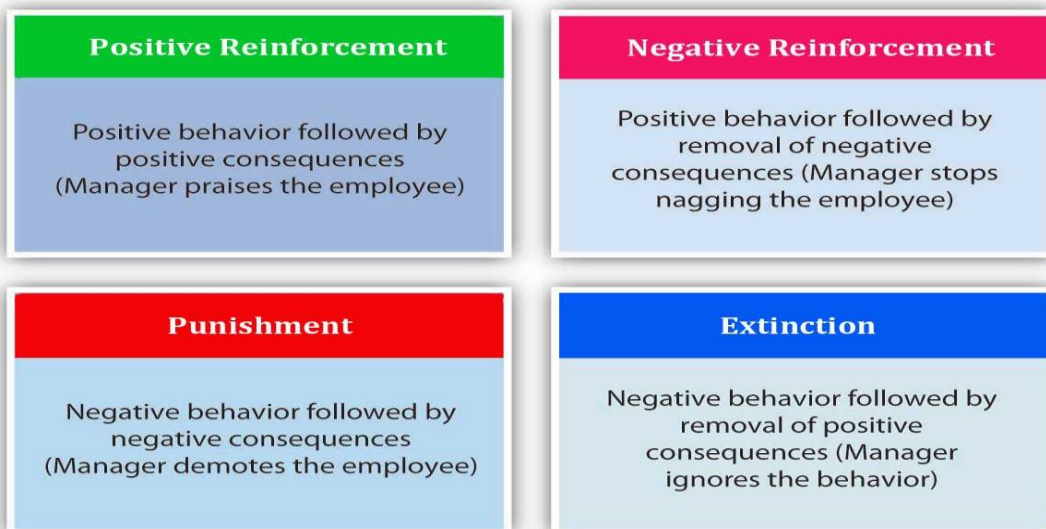 Positive Reinforcement
Positive behavior followed by
positive consequences
(Manager praises the employee)
Negative Reinforcement
Positive behavior followed by
removal of negative
consequences (Manager stops
nagging the employee)
Punishment
Negative behavior followed by
negative consequences
(Manager demotes the employee)
Extinction
Negative behavior followed by
removal of positive
consequences (Manager
ignores the behavior)